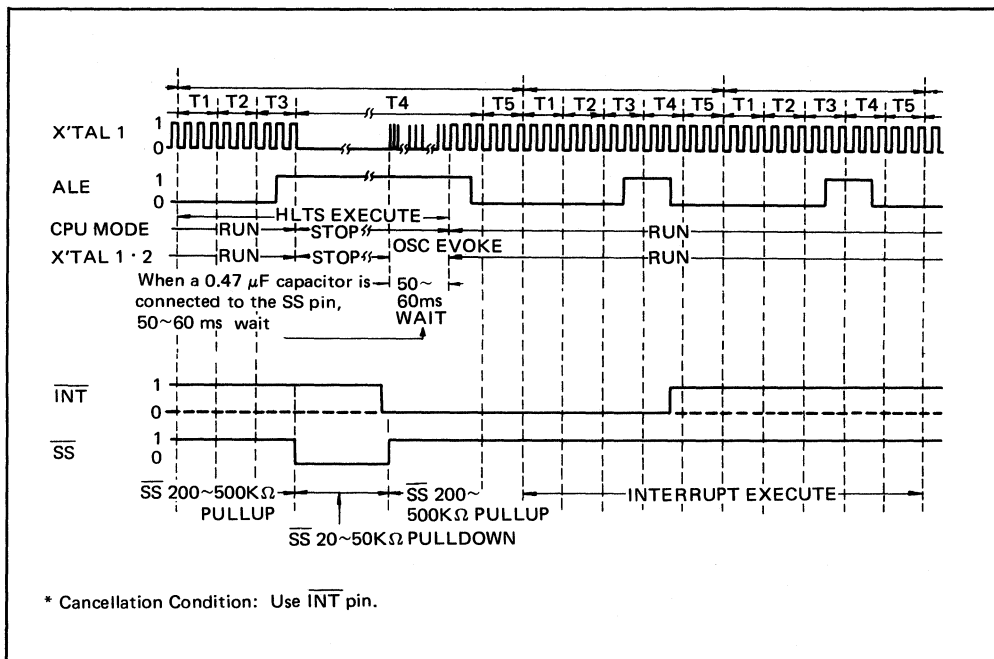 T1 T2 T3 T4 T5 T1 T2 T3 T4 T5 T1 T2 T3 T4 T5
X'TAL 1 1
0
ALE 1
0
HLTS EXECUTE
CPU MODE RUN STOP RUN
OSC EVOKE
X'TAL 1 · 2 RUN STOP RUN
When a 0.47 μF capacitor is
connected to the SS pin,
50~60 ms wait
50~
60ms
WAIT
INT 1
0
SS 1
0
SS 200~500KΩ
PULLUP
SS 200~
500KΩ PULLUP
INTERRUPT EXECUTE
SS 20~50KΩ PULLDOWN
* Cancellation Condition: Use INT pin.